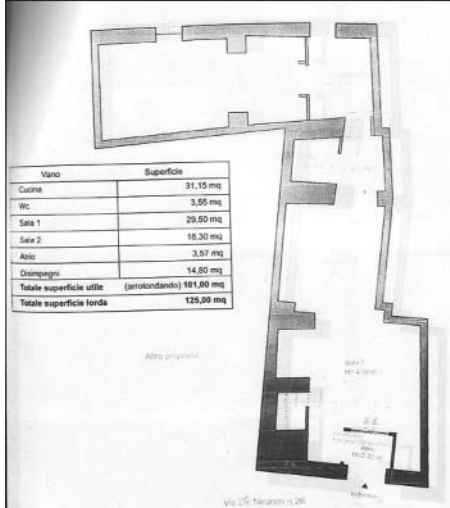 Vano Superficie
Cucina 31,15 mq
Wc 3,55 mq
Sala 1 29,50 mq
Sala 2 18,30 mq
Atrio 3,57 mq
Disimpegni 14,80 mq
Totale superficie utile (arrotondando) 101,00 mq
Totale superficie lorda 125,00 mq
Altra proprietà
Sala 1
Atrio